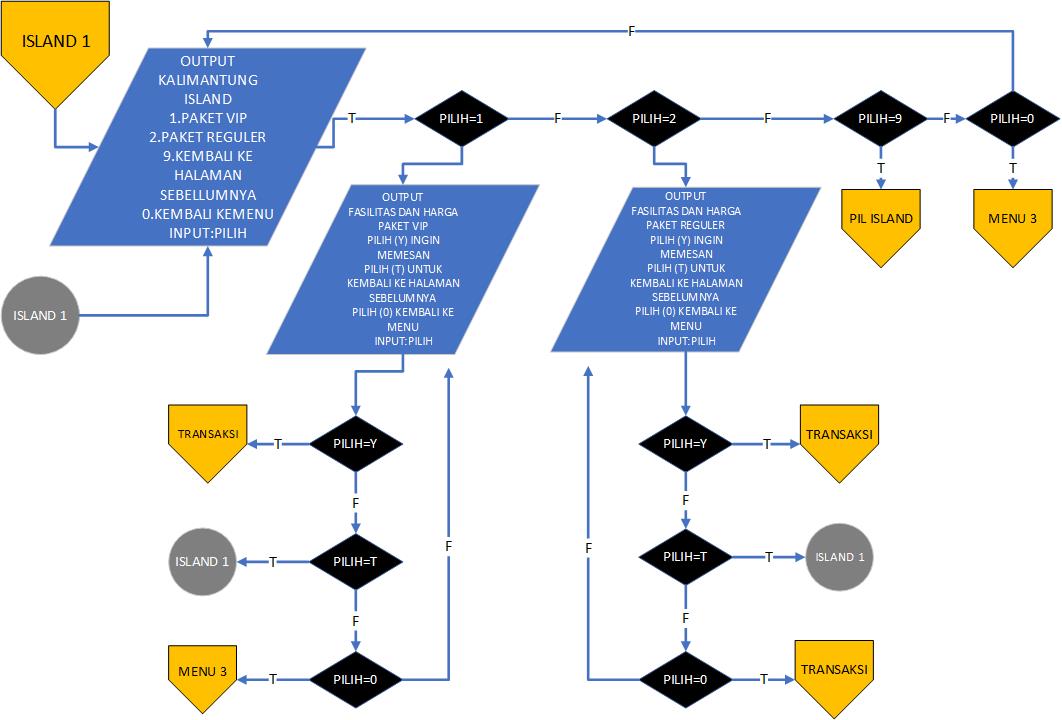 ISLAND 1
F
OUTPUT
KALIMANTUNG
ISLAND
1.PAKET VIP
2.PAKET REGULER
9.KEMBALI KE
HALAMAN
SEBELLUMNYA
0.KEMBALI KEMENU
INPUT:PILIH
T
PILIH=1
F
PILIH=2
F
PILIH=9
F
PILIH=0
T
T
PIL ISLAND
MENU 3
ISLAND 1
OUTPUT
FASILITAS DAN HARGA
PAKET VIP
PILIH (Y) INGIN
MEMESAN
PILIH (T) UNTUK
KEMBALI KE HALAMAN
SEBELUMNYA
PILIH (0) KEMBALI KE
MENU
INPUT:PILIH
OUTPUT
FASILITAS DAN HARGA
PAKET REGULER
PILIH (Y) INGIN
MEMESAN
PILIH (T) UNTUK
KEMBALI KE HALAMAN
SEBELUMNYA
PILIH (0) KEMBALI KE
MENU
INPUT:PILIH
TRANSAKSI
T
PILIH=Y
F
ISLAND 1
T
PILIH=T
F
F
MENU 3
T
PILIH=0
PILIH=Y
T
TRANSAKSI
F
F
PILIH=T
T
ISLAND 1
F
PILIH=0
T
TRANSAKSI